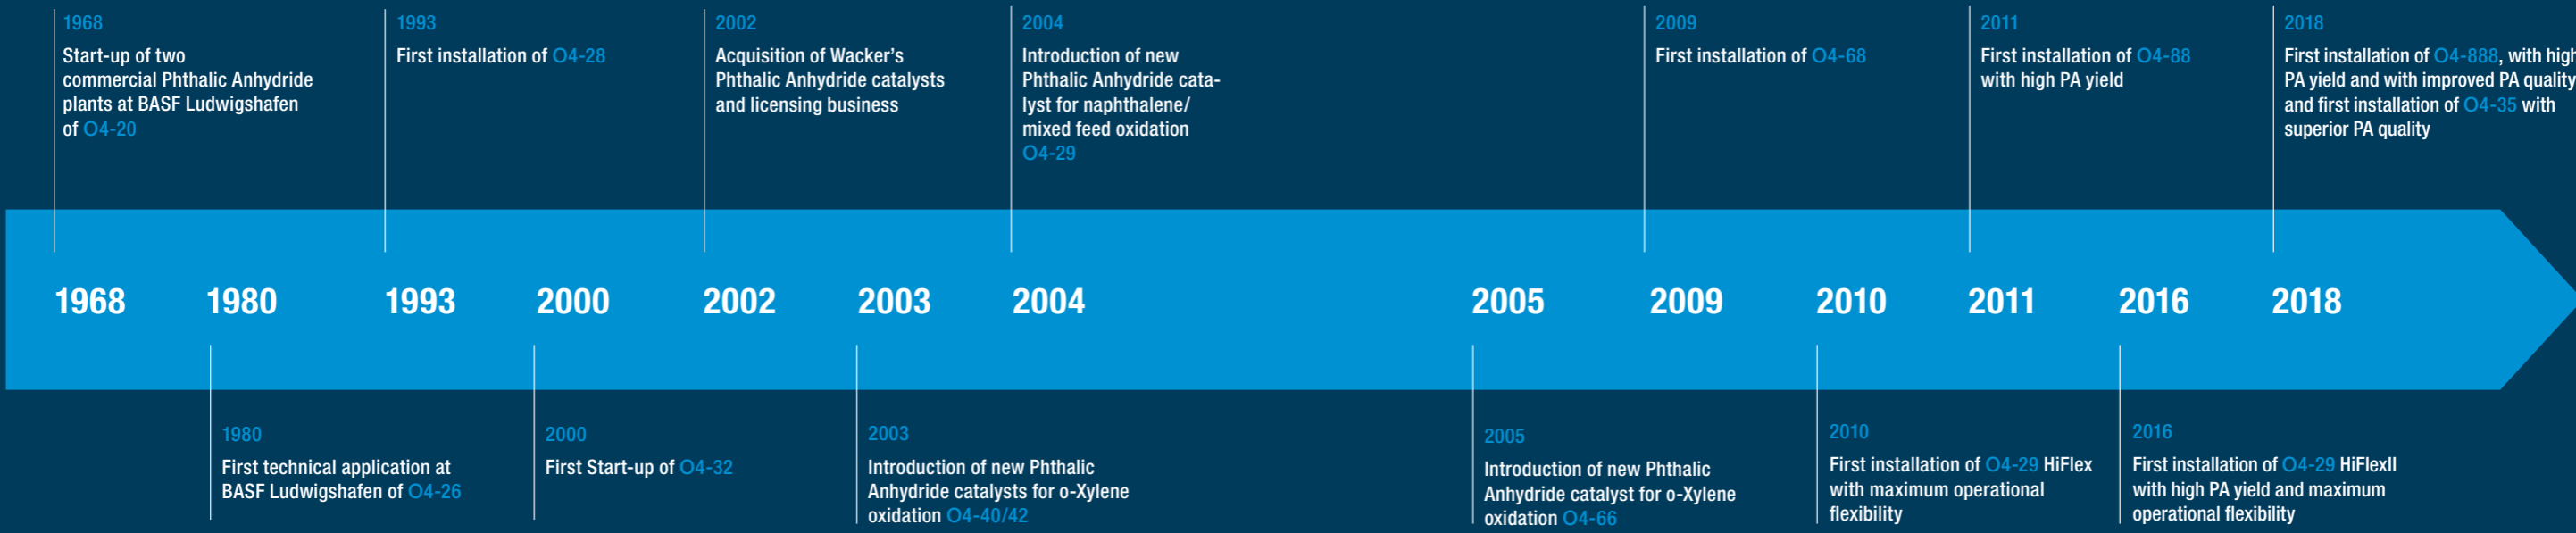 1968
Start-up of two
commercial Phthalic Anhydride
plants at BASF Ludwigshafen
of O4-20
1993
First installation of O4-28
2002
Acquisition of Wacker’s
Phthalic Anhydride catalysts
and licensing business
2004
Introduction of new
Phthalic Anhydride cata-
lyst for naphthalene/
mixed feed oxidation
O4-29
2009
First installation of O4-68
2011
First installation of O4-88
with high PA yield
2018
First installation of O4-888, with high
PA yield and with improved PA quality
and first installation of O4-35 with
superior PA quality
1968
1980
1993
2000
2002
2003
2004
2005
2009
2010
2011
2016
2018
1980
First technical application at
BASF Ludwigshafen of O4-26
2000
First Start-up of O4-32
2003
Introduction of new Phthalic
Anhydride catalysts for o-Xylene
oxidation O4-40/42
2005
Introduction of new Phthalic
Anhydride catalyst for o-Xylene
oxidation O4-66
2010
First installation of O4-29 HiFlex
with maximum operational
flexibility
2016
First installation of O4-29 HiFlexII
with high PA yield and maximum
operational flexibility